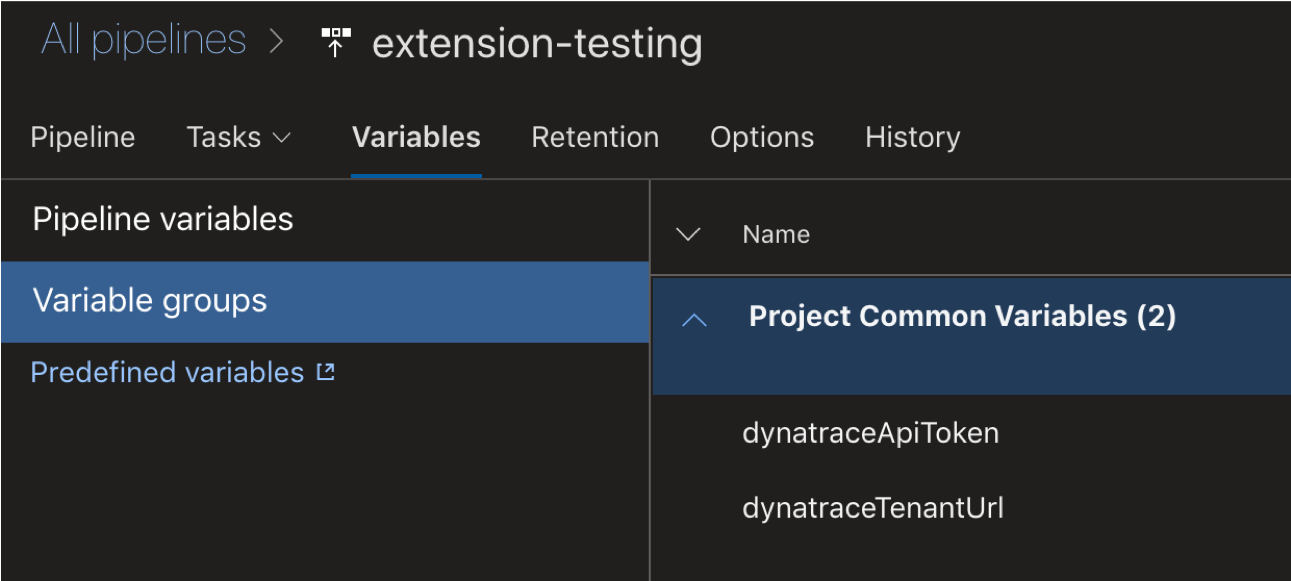 All pipelines > extension-testing
Pipeline Tasks Variables Retention Options History
Pipeline variables
Variable groups
Predefined variables
Name
Project Common Variables (2)
dynatraceApiToken
dynatraceTenantUrl